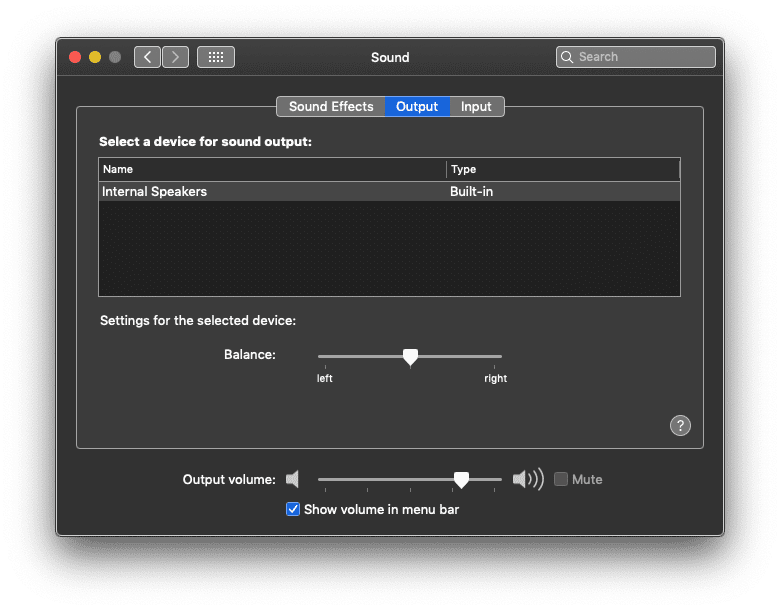 Sound
Search
Sound Effects Output Input
Select a device for sound output:
Name Type
Internal Speakers Built-in
Settings for the selected device:
Balance:
left right
?
Output volume: Mute
Show volume in menu bar